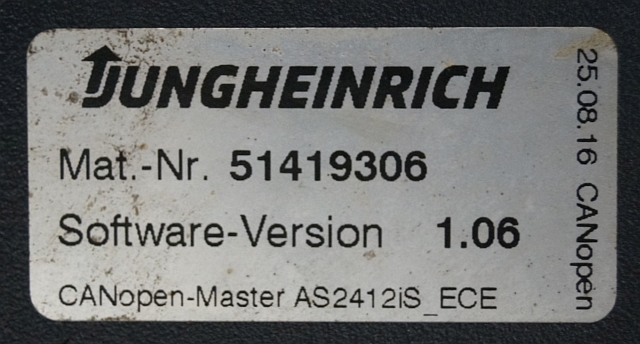 JUNGHEINRICH
Mat.-Nr. 51419306
Software-Version 1.06
CANopen-Master AS2412iS_ECE
25.08.16 CANopen